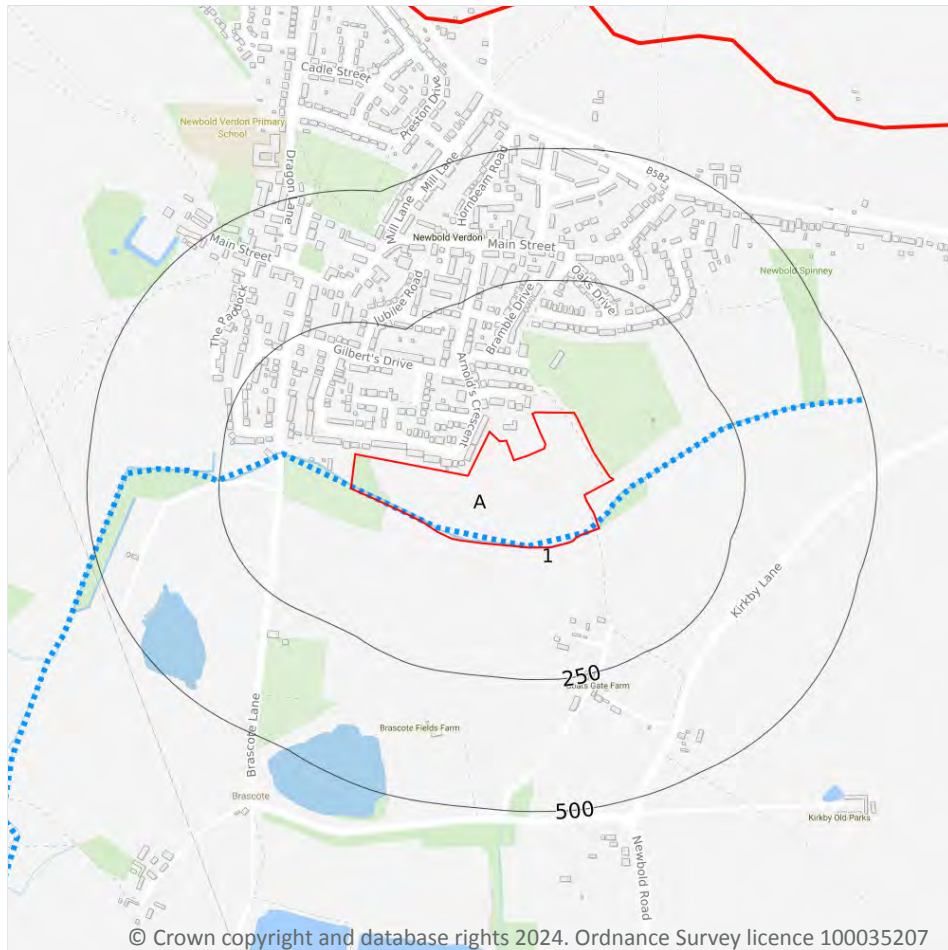 Cadle Street
Preston Drive
Newbold Verdon Primary
School
Dragon Lane
Mill Lane
Hornbeam Road
B582
Mill Lane
Newbold Verdon
Main Street
Main Street
Newbold Spinney
Oaks Drive
The Paddock
Jubilee Road
Bramble Drive
Gilbert's Drive
Arnold's Crescent
A
1
Kirkby Lane
250
Brascote Lane
Brascote Fields Farm
Brascote
500
Kirkby Old Parks
Newbold Road
© Crown copyright and database rights 2024. Ordnance Survey licence 100035207